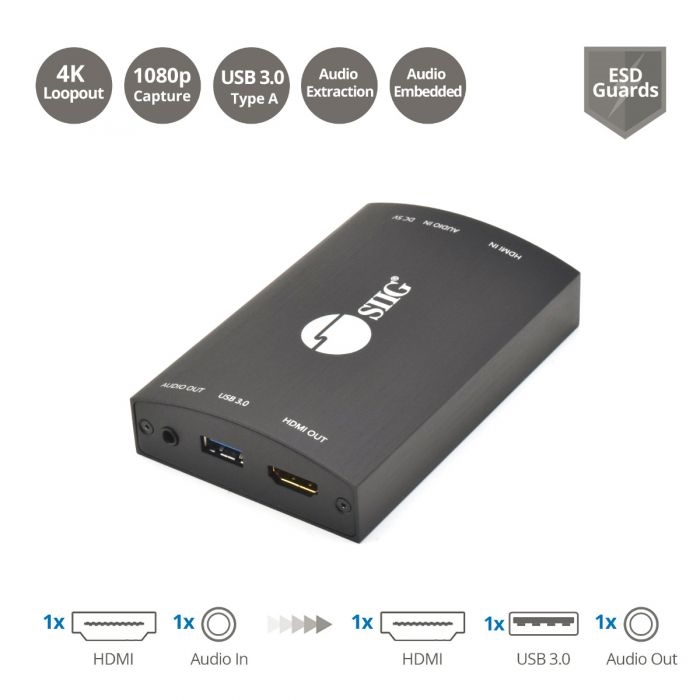 4K
Loopout
1080p
Capture
USB 3.0
Type A
Audio
Extraction
Audio
Embedded
ESD
Guards
DC 5V
AUDIO IN
HDMI IN
SIIG®
AUDIO OUT
USB 3.0
HDMI OUT
1x
HDMI
1x
Audio In
1x
HDMI
1x
USB 3.0
1x
Audio Out